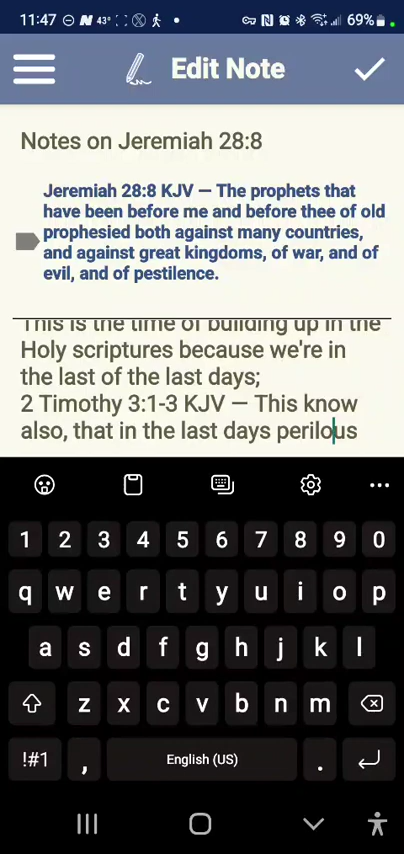 11:47 N 43° N 69%
Edit Note
Notes on Jeremiah 28:8
Jeremiah 28:8 KJV — The prophets that
have been before me and before thee of old
prophesied both against many countries,
and against great kingdoms, of war, and of
evil, and of pestilence.
This is the time of building up in the
Holy scriptures because we're in
the last of the last days;
2 Timothy 3:1-3 KJV — This know
also, that in the last days perilous
1 2 3 4 5 6 7 8 9 0
q w e r t y u i o p
a s d f g h j k l
z x c v b n m
!#1 , English (US) .